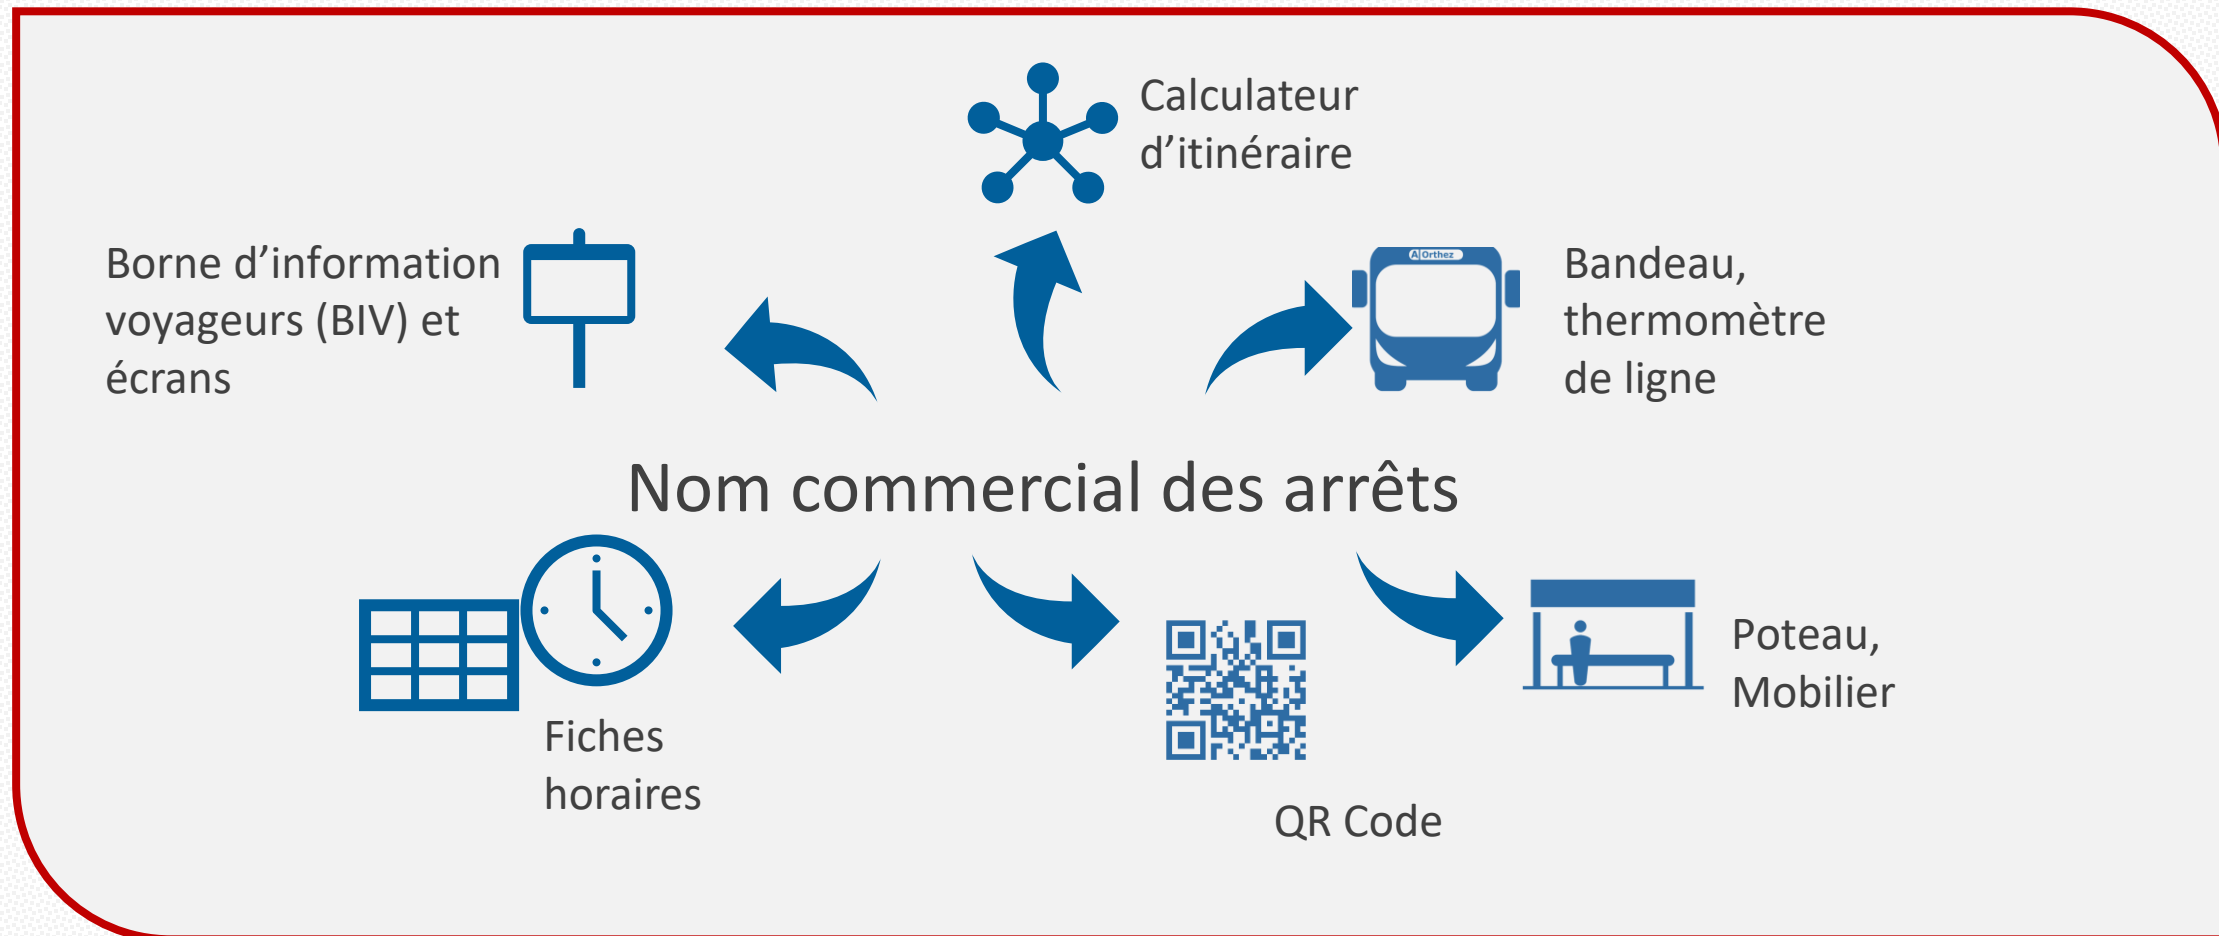 Calculateur
d’itinéraire
Borne d’information
voyageurs (BIV) et
écrans
A Orthez
Bandeau,
thermomètre
de ligne
Nom commercial des arrêts
Fiches
horaires
QR Code
Poteau,
Mobilier